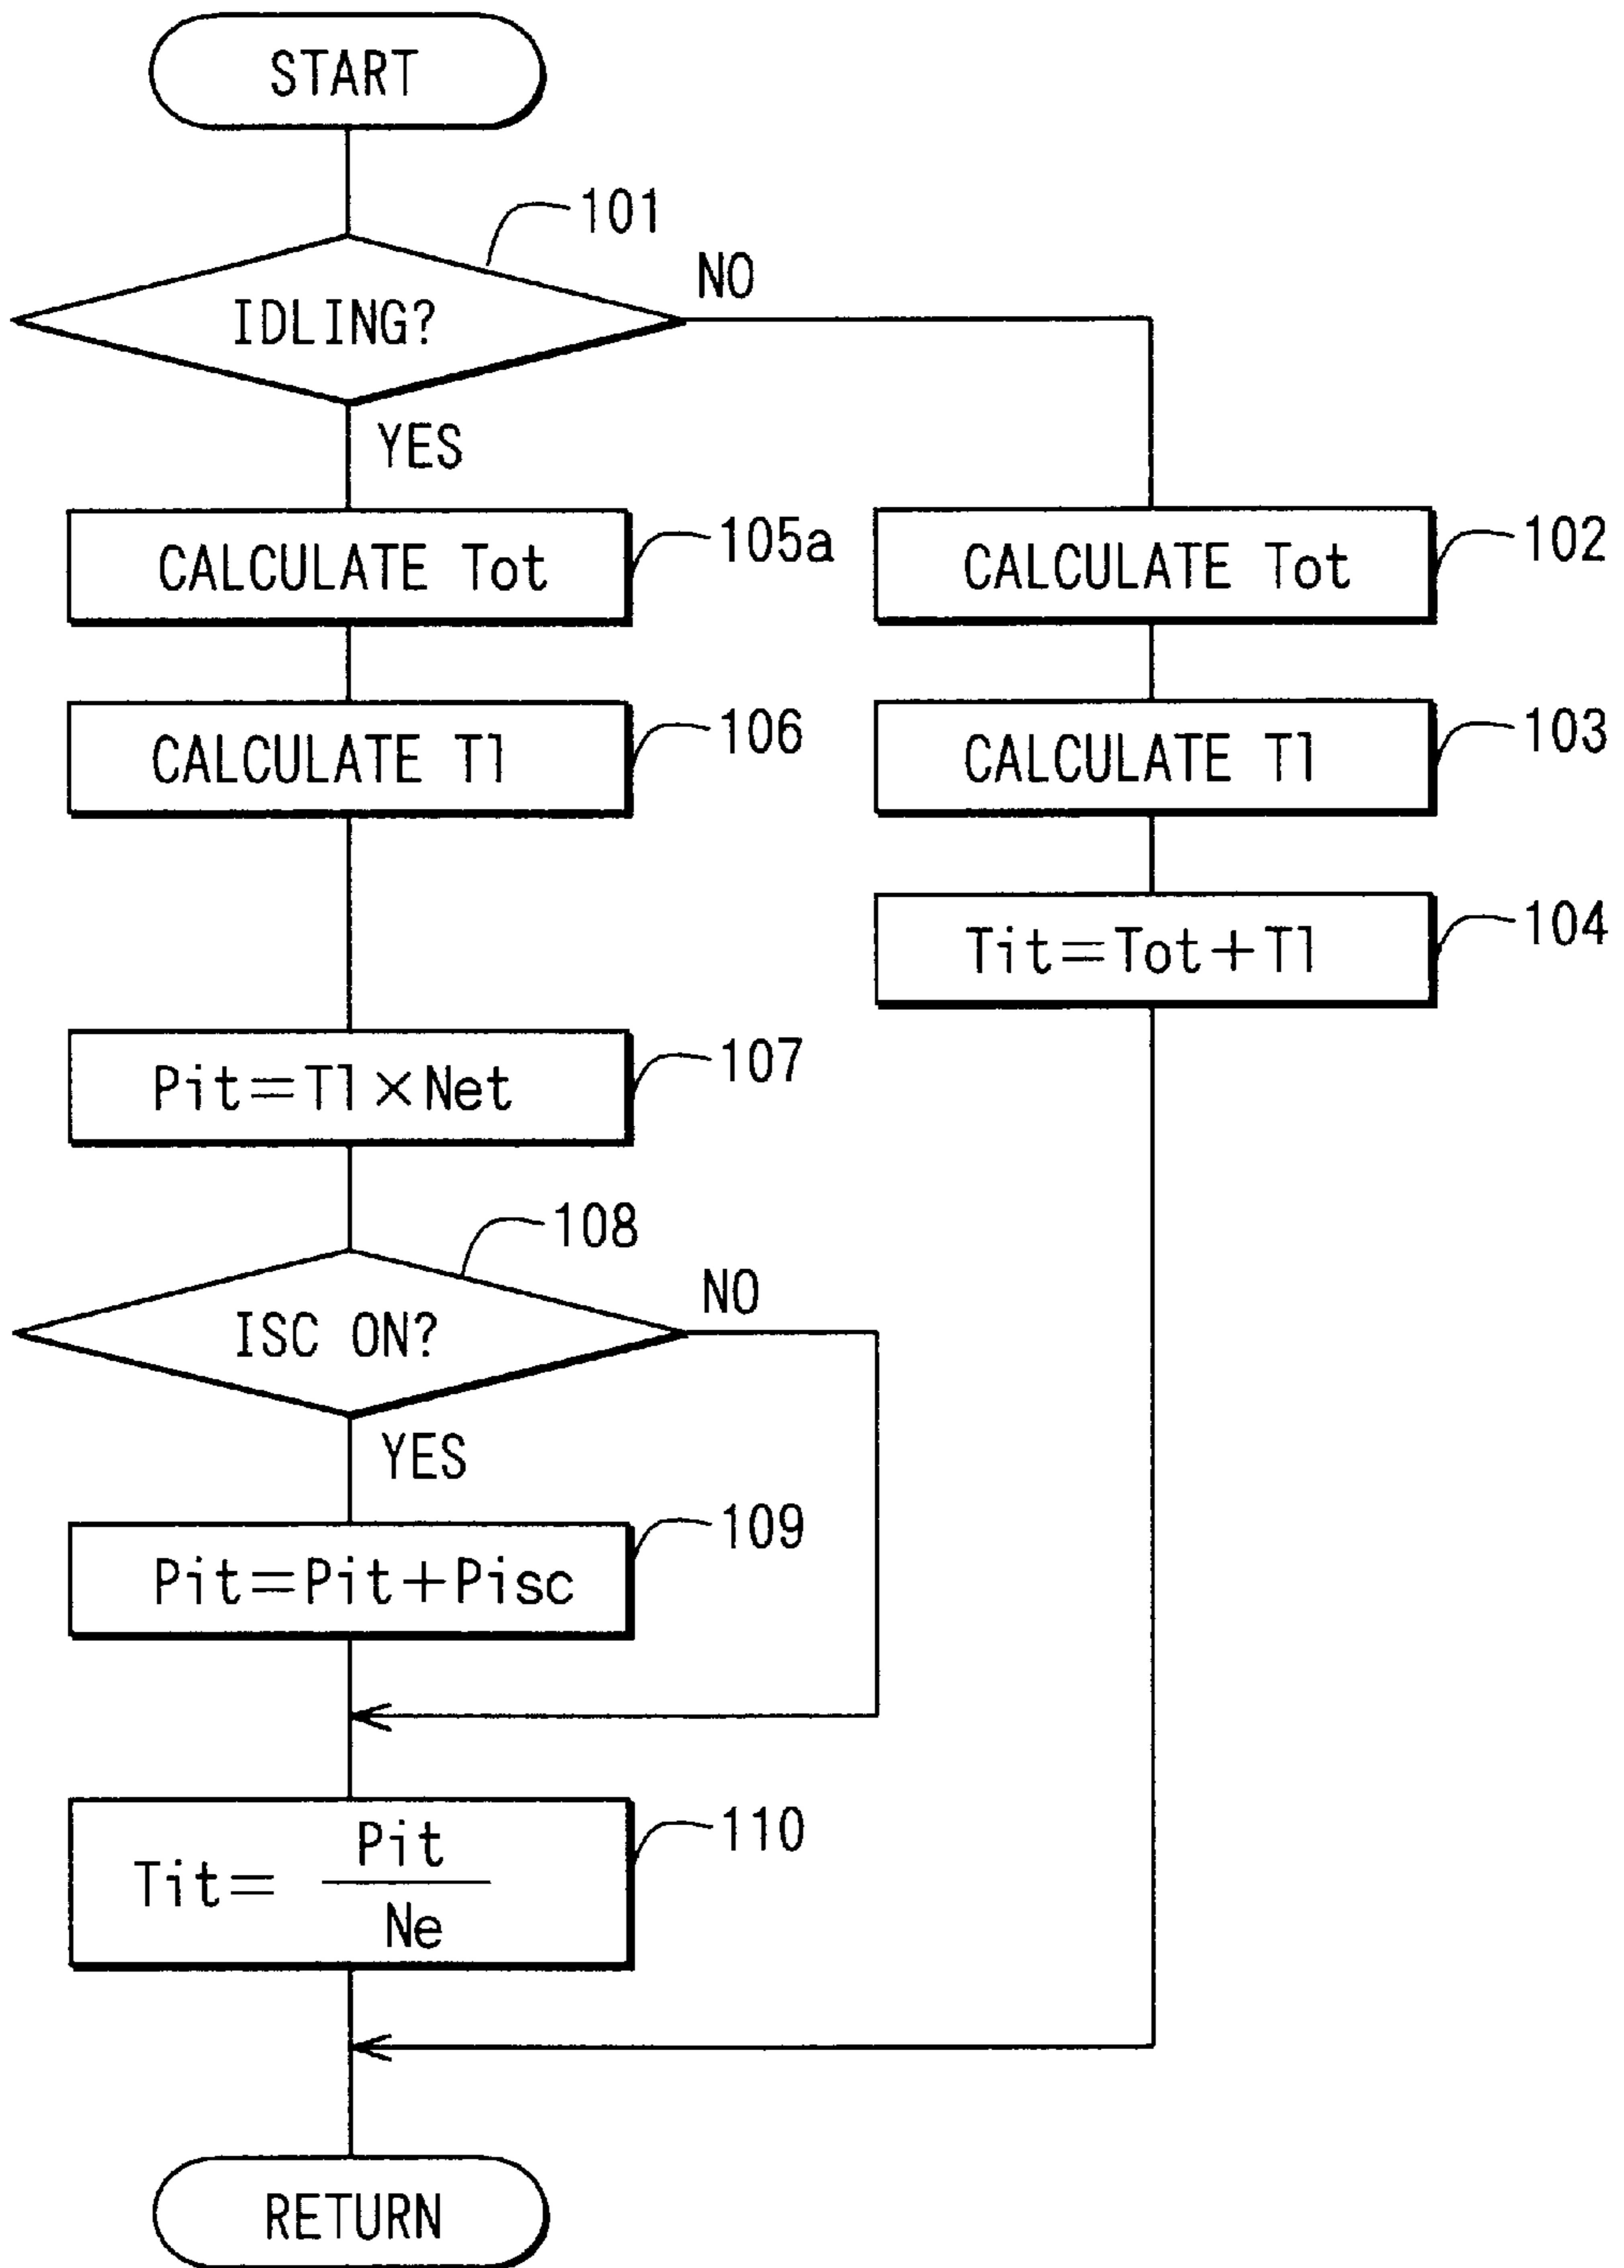 START
101
IDLING?
NO
YES
CALCULATE Tot
105a
CALCULATE Tot
102
CALCULATE Tl
106
CALCULATE Tl
103
Tit=Tot+Tl
104
Pit=Tl×Net
107
108
ISC ON?
NO
YES
Pit=Pit+Pisc
109
Tit= Pit
Ne
110
RETURN